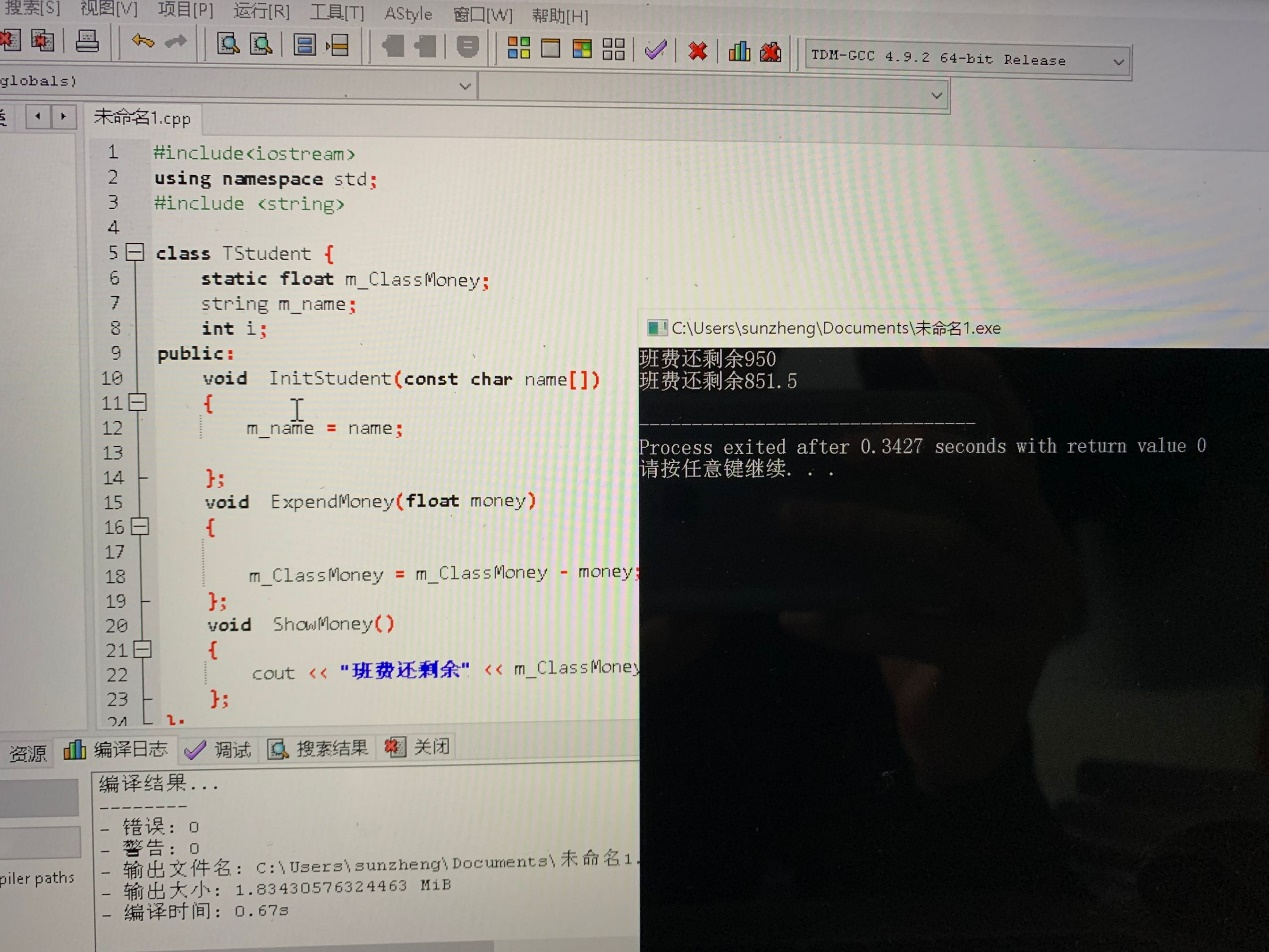 搜索[S] 视图[V] 项目[P] 运行[R] 工具[T] AStyle 窗口[W] 帮助[H]
TDM-GCC 4.9.2 64-bit Release
globals)
未命名1.cpp
1 #include<iostream>
2 using namespace std;
3 #include <string>
4
5 class TStudent {
6 static float m_ClassMoney;
7 string m_name;
8 int i;
9 public:
10 void InitStudent(const char name[])
11 {
12 m_name = name;
13
14 };
15 void ExpendMoney(float money)
16 {
17
18 m_ClassMoney = m_ClassMoney - money;
19 };
20 void ShowMoney()
21 {
22 cout << "班费还剩余" << m_ClassMoney
23 };
24 };
C:\Users\sunzheng\Documents\未命名1.exe
班费还剩余950
班费还剩余851.5
--------------------------------
Process exited after 0.3427 seconds with return value 0
请按任意键继续. . .
资源 编译日志 调试 搜索结果 关闭
编译结果...
--------
- 错误: 0
- 警告: 0
- 输出文件名: C:\Users\sunzheng\Documents\未命名1.
- 输出大小: 1.83430576324463 MiB
- 编译时间: 0.67s
piler paths